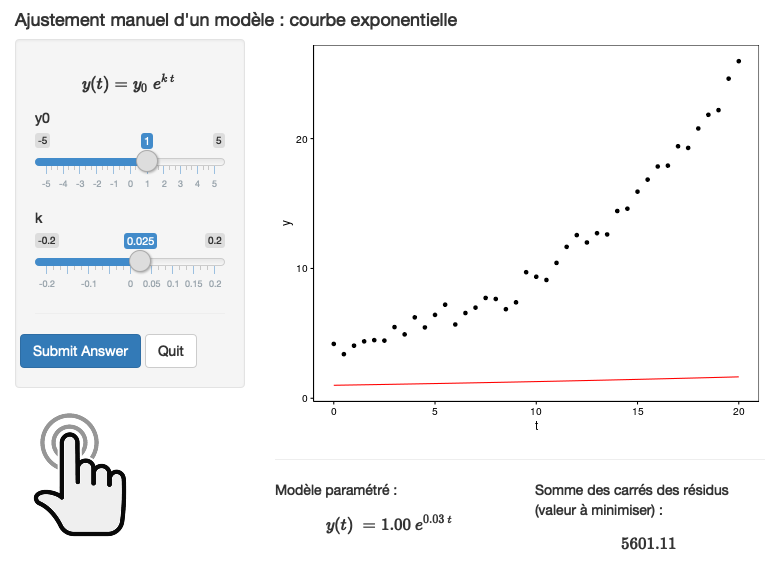 Ajustement manuel d'un modèle : courbe exponentielle
y(t) = y₀ e^{k t}
y0
-5 1 5
-5 -4 -3 -2 -1 0 1 2 3 4 5
k
-0.2 0.025 0.2
-0.2 -0.1 0 0.05 0.1 0.15 0.2
Submit Answer Quit
y
20
10
0
0 5 10 15 20
t
Modèle paramétré :
y(t) = 1.00 e^{0.03 t}
Somme des carrés des résidus
(valeur à minimiser) :
5601.11